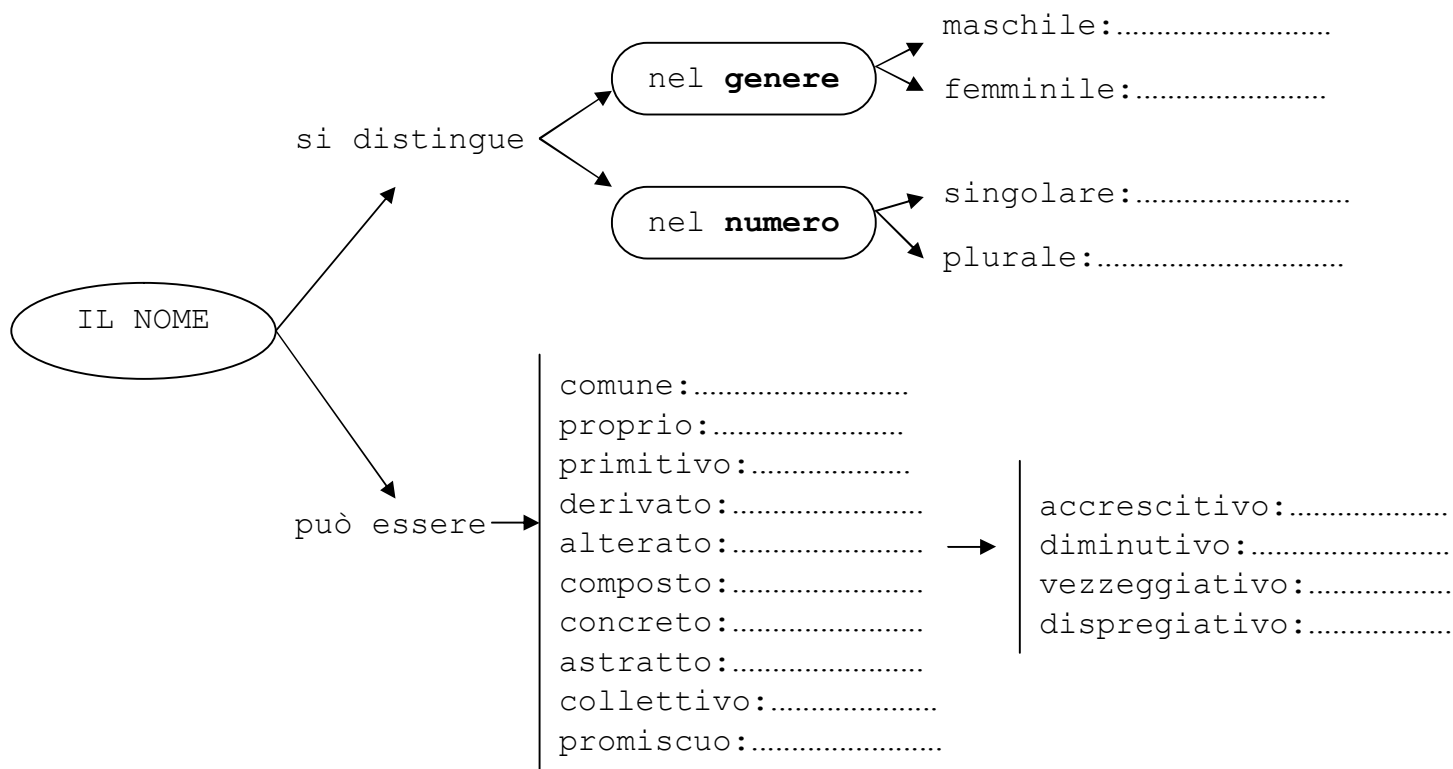 maschile:............................
nel genere
femminile:.........................
si distingue
singolare:............................
nel numero
plurale:................................
IL NOME
comune:............................
proprio:.........................
primitivo:.....................
derivato:.........................
può essere
alterato:.........................
composto:.........................
concreto:.........................
astratto:.........................
collettivo:......................
promiscuo:.........................
accrescitivo:.....................
diminutivo:..........................
vezzeggiativo:...................
dispregiativo:...................